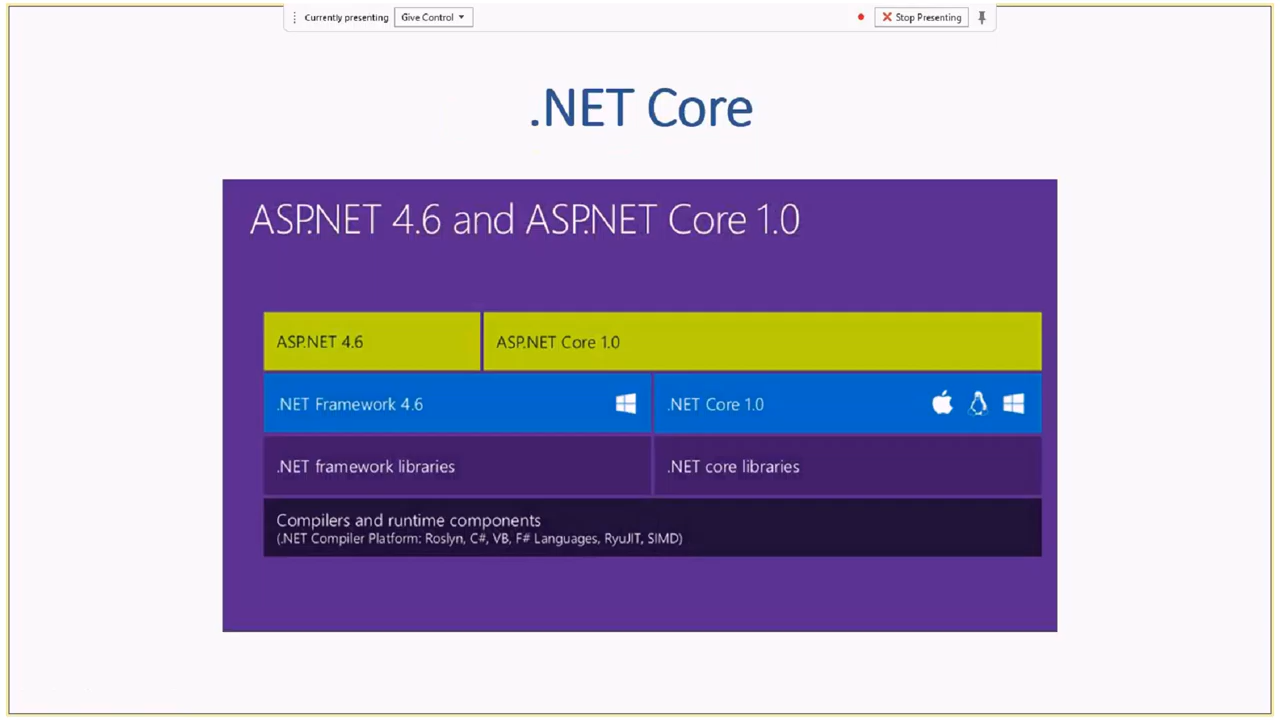 Currently presenting Give Control Stop Presenting
.NET Core
ASP.NET 4.6 and ASP.NET Core 1.0
ASP.NET 4.6 ASP.NET Core 1.0
.NET Framework 4.6 .NET Core 1.0
.NET framework libraries .NET core libraries
Compilers and runtime components
(.NET Compiler Platform: Roslyn, C#, VB, F# Languages, RyuJIT, SIMD)